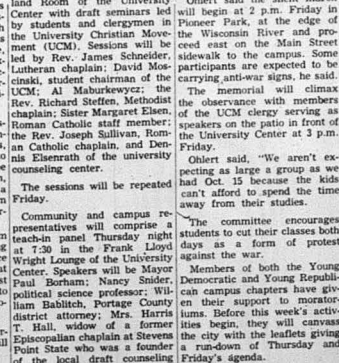 land Room of the University
Center with draft seminars led
by students and clergymen in
the University Christian Move-
ment (UCM). Sessions will be
led by Rev. James Schneider,
Lutheran chaplain; David Moc-
cinski, student chairman of the
UCM; Al Maburkewycz; the
Rev. Richard Steffen, Methodist
chaplain; Sister Margaret Elsen,
Roman Catholic staff member;
the Rev. Joseph Sullivan, Rom-
an Catholic chaplain, and Den-
nis Elsenrath of the university
counseling center.
The sessions will be repeated
Friday.
Community and campus re-
presentatives will comprise a
teach-in panel Thursday night
at 7:30 in the Frank Lloyd
Wright Lounge of the University
Center. Speakers will be Mayor
Paul Borham; Nancy Snider,
political science professor; Wil-
liam Bablitch, Portage County
district attorney; Mrs. Harris
T. Hall, widow of a former
Episcopalian chaplain at Stevens
Point State who was a founder
of the local draft counseling
will begin at 2 p.m. Friday in
Pioneer Park, at the edge of
the Wisconsin River and pro-
ceed east on the Main Street
sidewalk to the campus. Some
participants are expected to be
carrying anti-war signs, he said.
The memorial will climax
the observance with members
of the UCM clergy serving as
speakers on the patio in front of
the University Center at 3 p.m.
Friday.
Ohlert said, "We aren't ex-
pecting as large a group as we
had Oct. 15 because the kids
can't afford to spend the time
away from their studies.
The committee encourages
students to cut their classes both
days as a form of protest
against the war.
Members of both the Young
Democratic and Young Republi-
can campus chapters have giv-
en their support to morator-
iums. Before this week's activ-
ities begin, they will canvass
the city with the leaflets giving
a run-down of Thursday and
Friday's agenda.